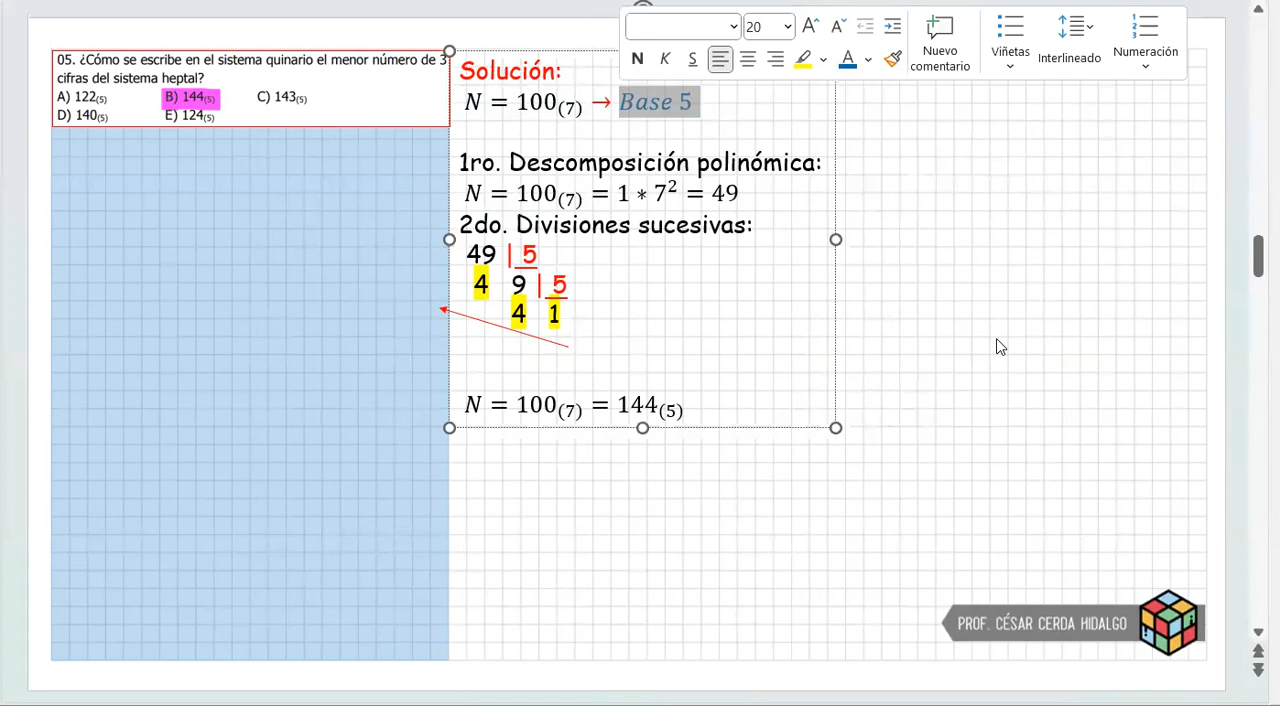 20
A^ A˅
N K S A
Nuevo comentario
Viñetas
Interlineado
Numeración
05. ¿Cómo se escribe en el sistema quinario el menor número de 3
cifras del sistema heptal?
A) 122(5) B) 144(5) C) 143(5)
D) 140(5) E) 124(5)
Solución:
N = 100(7) → Base 5
1ro. Descomposición polinómica:
N = 100(7) = 1 ∗ 7² = 49
2do. Divisiones sucesivas:
49 | 5
4 9 | 5
4 1
N = 100(7) = 144(5)
PROF. CÉSAR CERDA HIDALGO